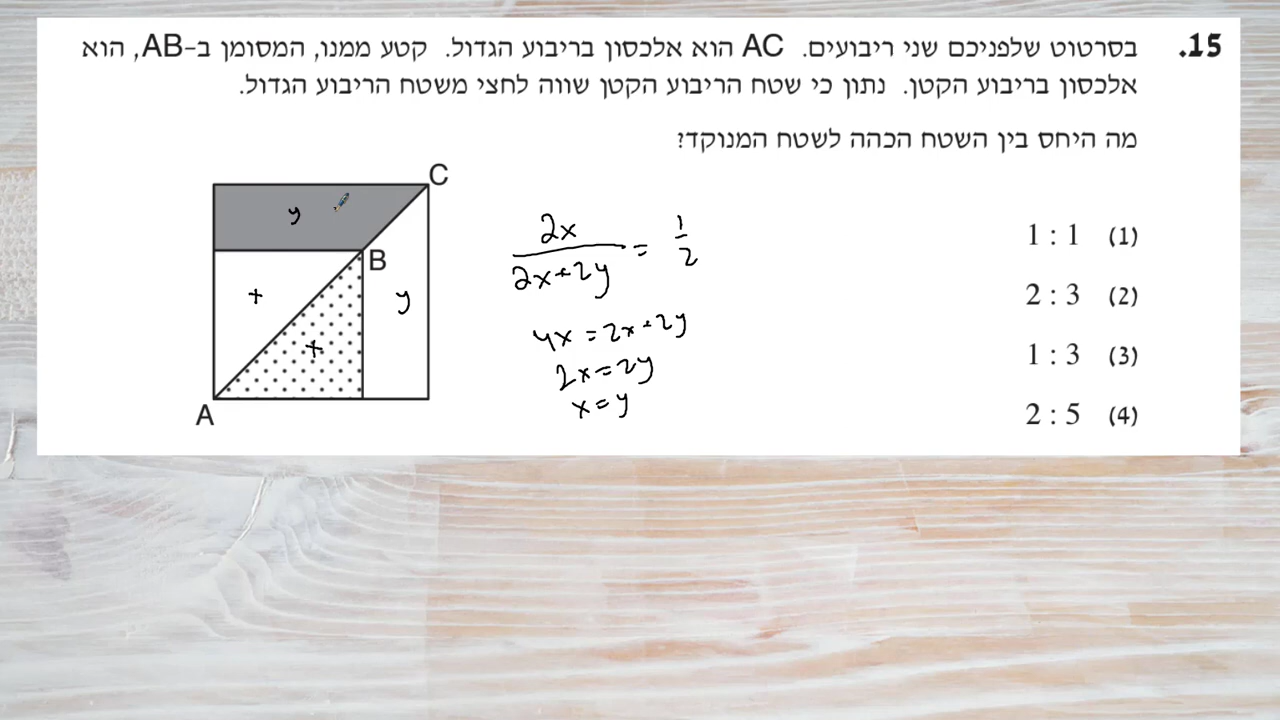 15. בסרטוט שלפניכם שני ריבועים. AC הוא אלכסון בריבוע הגדול. קטע ממנו, המסומן ב-AB, הוא
אלכסון בריבוע הקטן. נתון כי שטח הריבוע הקטן שווה לחצי משטח הריבוע הגדול.
מה היחס בין השטח הכהה לשטח המנוקד?
(1) 1 : 1
(2) 2 : 3
(3) 1 : 3
(4) 2 : 5
C
y
B
x
y
x
A
2x/2x+2y = 1/2
4x = 2x+2y
2x = 2y
x = y